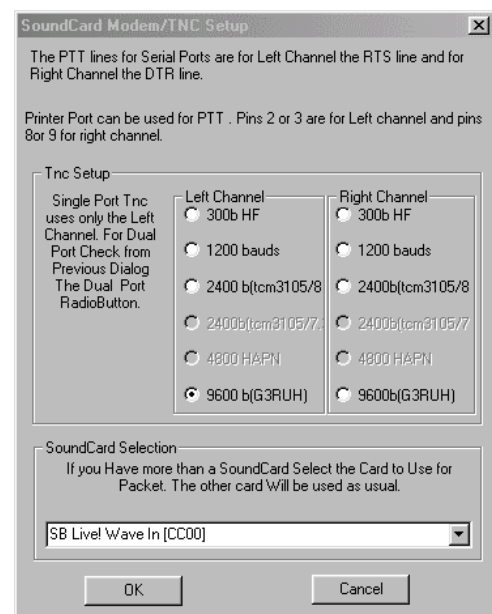 SoundCard Modem/TNC Setup
The PTT lines for Serial Ports are for Left Channel the RTS line and for
Right Channel the DTR line.
Printer Port can be used for PTT . Pins 2 or 3 are for Left channel and pins
8or 9 for right channel.
Tnc Setup
Single Port Tnc
uses only the Left
Channel. For Dual
Port Check from
Previous Dialog
The Dual Port
RadioButton.
Left Channel
300b HF
1200 bauds
2400 b(tcm3105/8
2400b(tcm3105/7.
4800 HAPN
9600 b(G3RUH)
Right Channel
300b HF
1200 bauds
2400b(tcm3105/8
2400b(tcm3105/7
4800 HAPN
9600b(G3RUH)
SoundCard Selection
If you Have more than a SoundCard Select the Card to Use for
Packet. The other card Will be used as usual.
SB Live! Wave In [CC00]
OK
Cancel